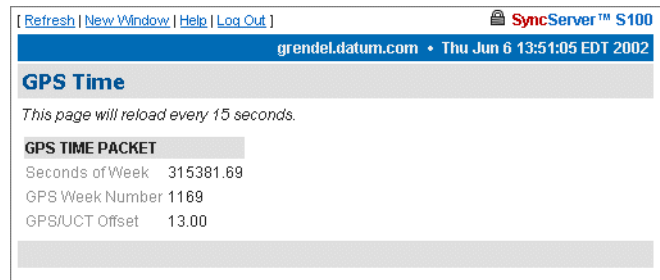 [ Refresh | New Window | Help | Log Out ] SyncServer™ S100
grendel.datum.com • Thu Jun 6 13:51:05 EDT 2002
GPS Time
This page will reload every 15 seconds.
GPS TIME PACKET
Seconds of Week 315381.69
GPS Week Number 1169
GPS/UCT Offset 13.00